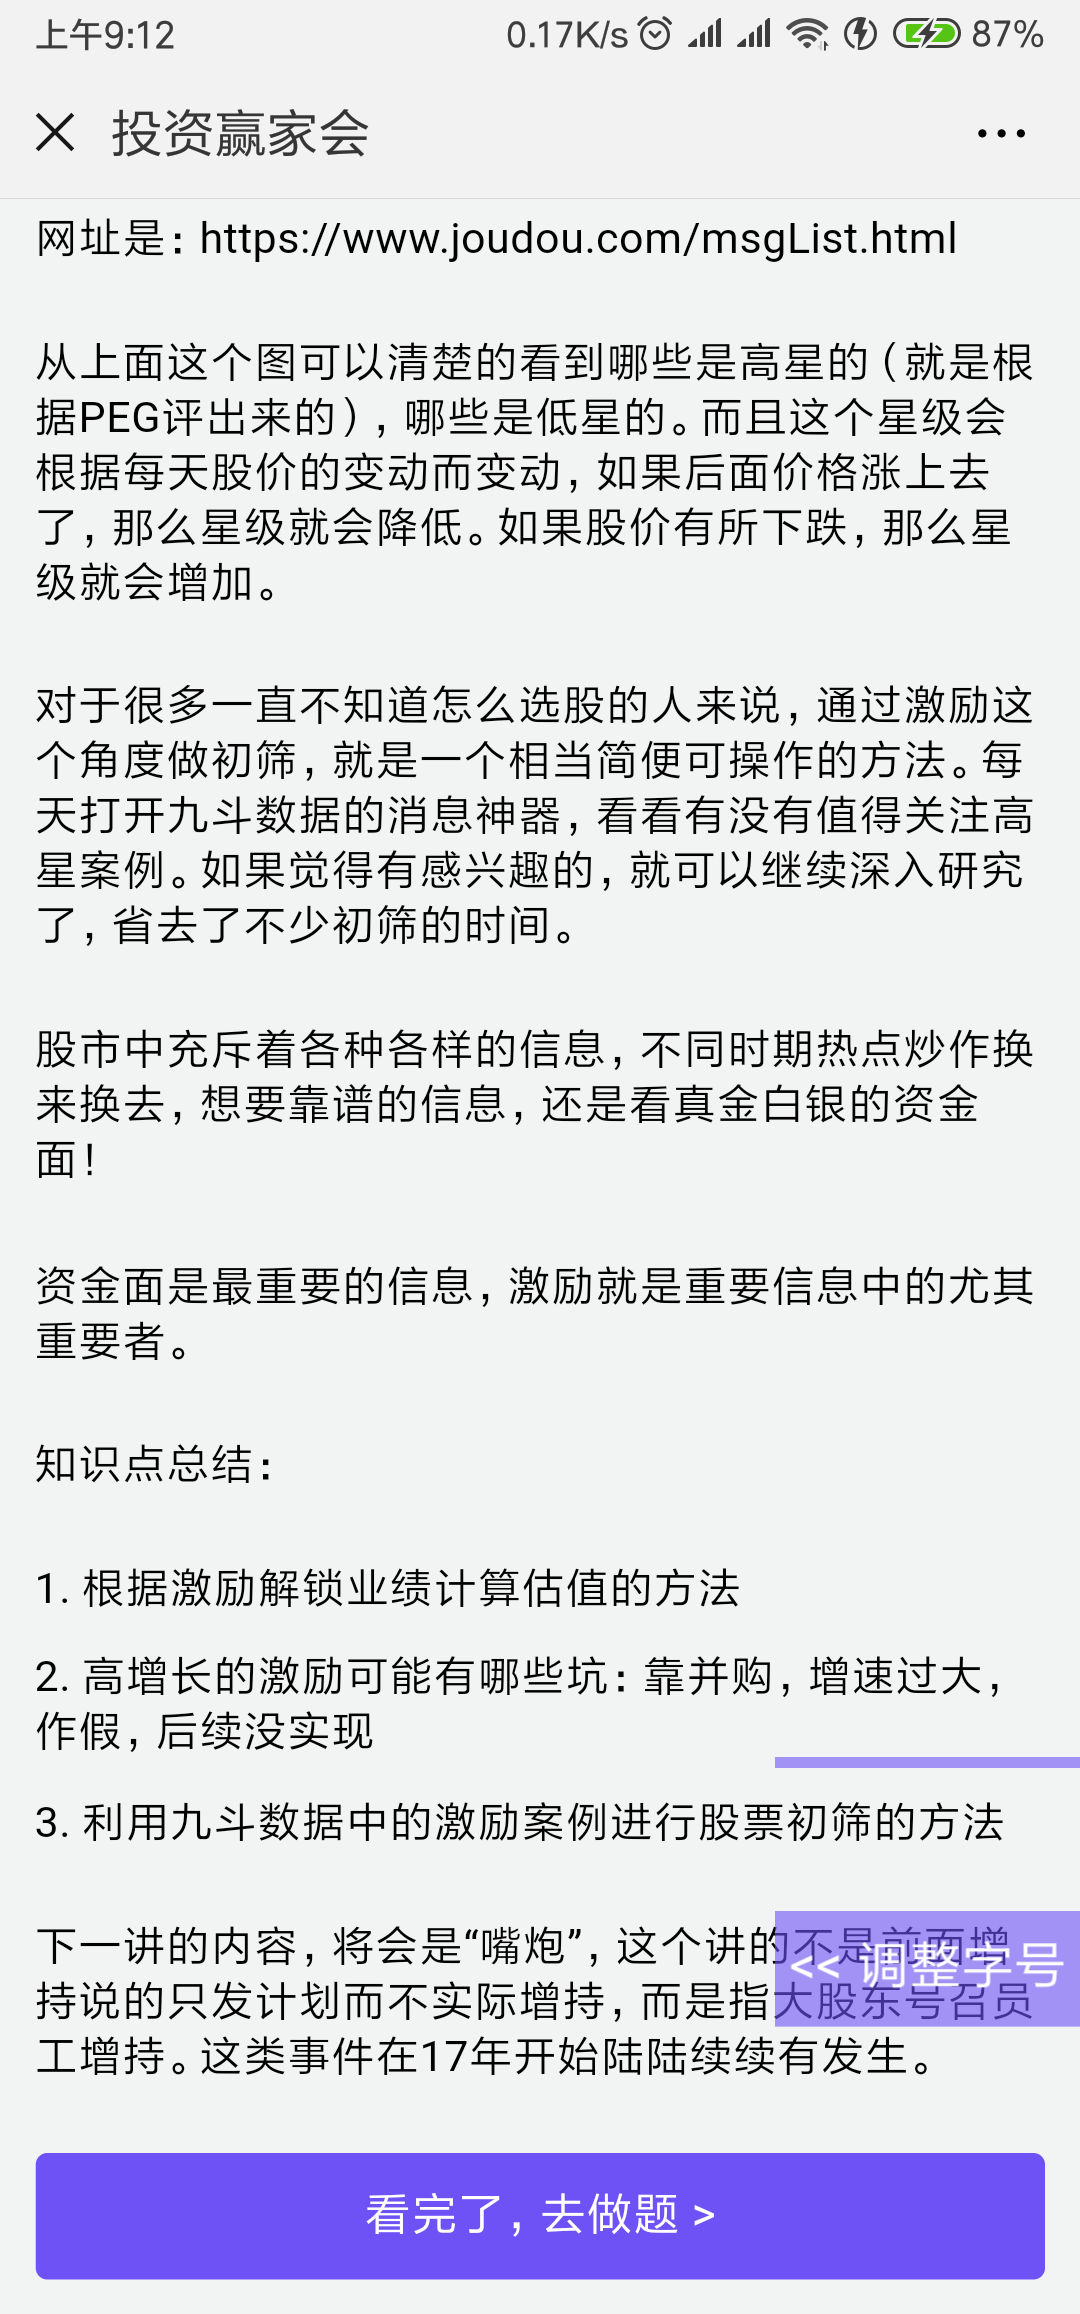 上午9:12 0.17K/s 87%
投资赢家会
网址是：https://www.joudou.com/msgList.html
从上面这个图可以清楚的看到哪些是高星的（就是根
据PEG评出来的），哪些是低星的。而且这个星级会
根据每天股价的变动而变动，如果后面价格涨上去
了，那么星级就会降低。如果股价有所下跌，那么星
级就会增加。
对于很多一直不知道怎么选股的人来说，通过激励这
个角度做初筛，就是一个相当简便可操作的方法。每
天打开九斗数据的消息神器，看看有没有值得关注高
星案例。如果觉得有感兴趣的，就可以继续深入研究
了，省去了不少初筛的时间。
股市中充斥着各种各样的信息，不同时期热点炒作换
来换去，想要靠谱的信息，还是看真金白银的资金
面！
资金面是最重要的信息，激励就是重要信息中的尤其
重要者。
知识点总结：
1. 根据激励解锁业绩计算估值的方法
2. 高增长的激励可能有哪些坑：靠并购，增速过大，
作假，后续没实现
3. 利用九斗数据中的激励案例进行股票初筛的方法
下一讲的内容，将会是“嘴炮”，这个讲的不是前面增
<< 调整字号
持说的只发计划而不实际增持，而是指大股东号召员
工增持。这类事件在17年开始陆陆续续有发生。
看完了，去做题 >